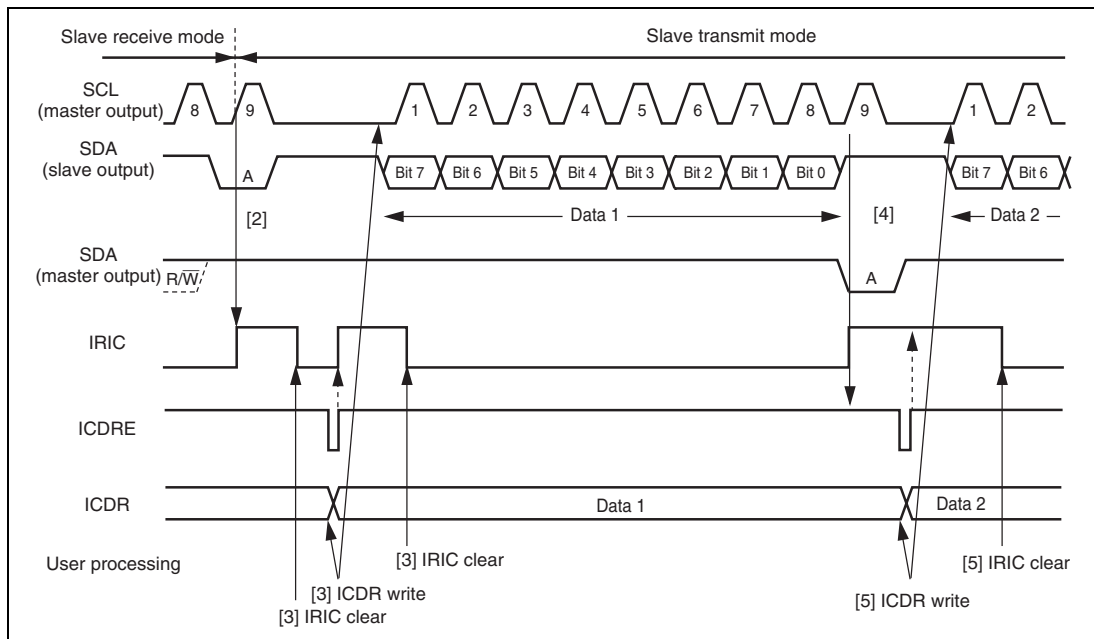 Slave receive mode
Slave transmit mode
SCL
(master output)
8 9 1 2 3 4 5 6 7 8 9 1 2
SDA
(slave output)
A Bit 7 Bit 6 Bit 5 Bit 4 Bit 3 Bit 2 Bit 1 Bit 0 Bit 7 Bit 6
[2] Data 1 [4] Data 2
SDA
(master output)
R/W̅
A
IRIC
ICDRE
ICDR
Data 1
Data 2
User processing
[3] IRIC clear
[5] IRIC clear
[3] ICDR write
[5] ICDR write
[3] IRIC clear